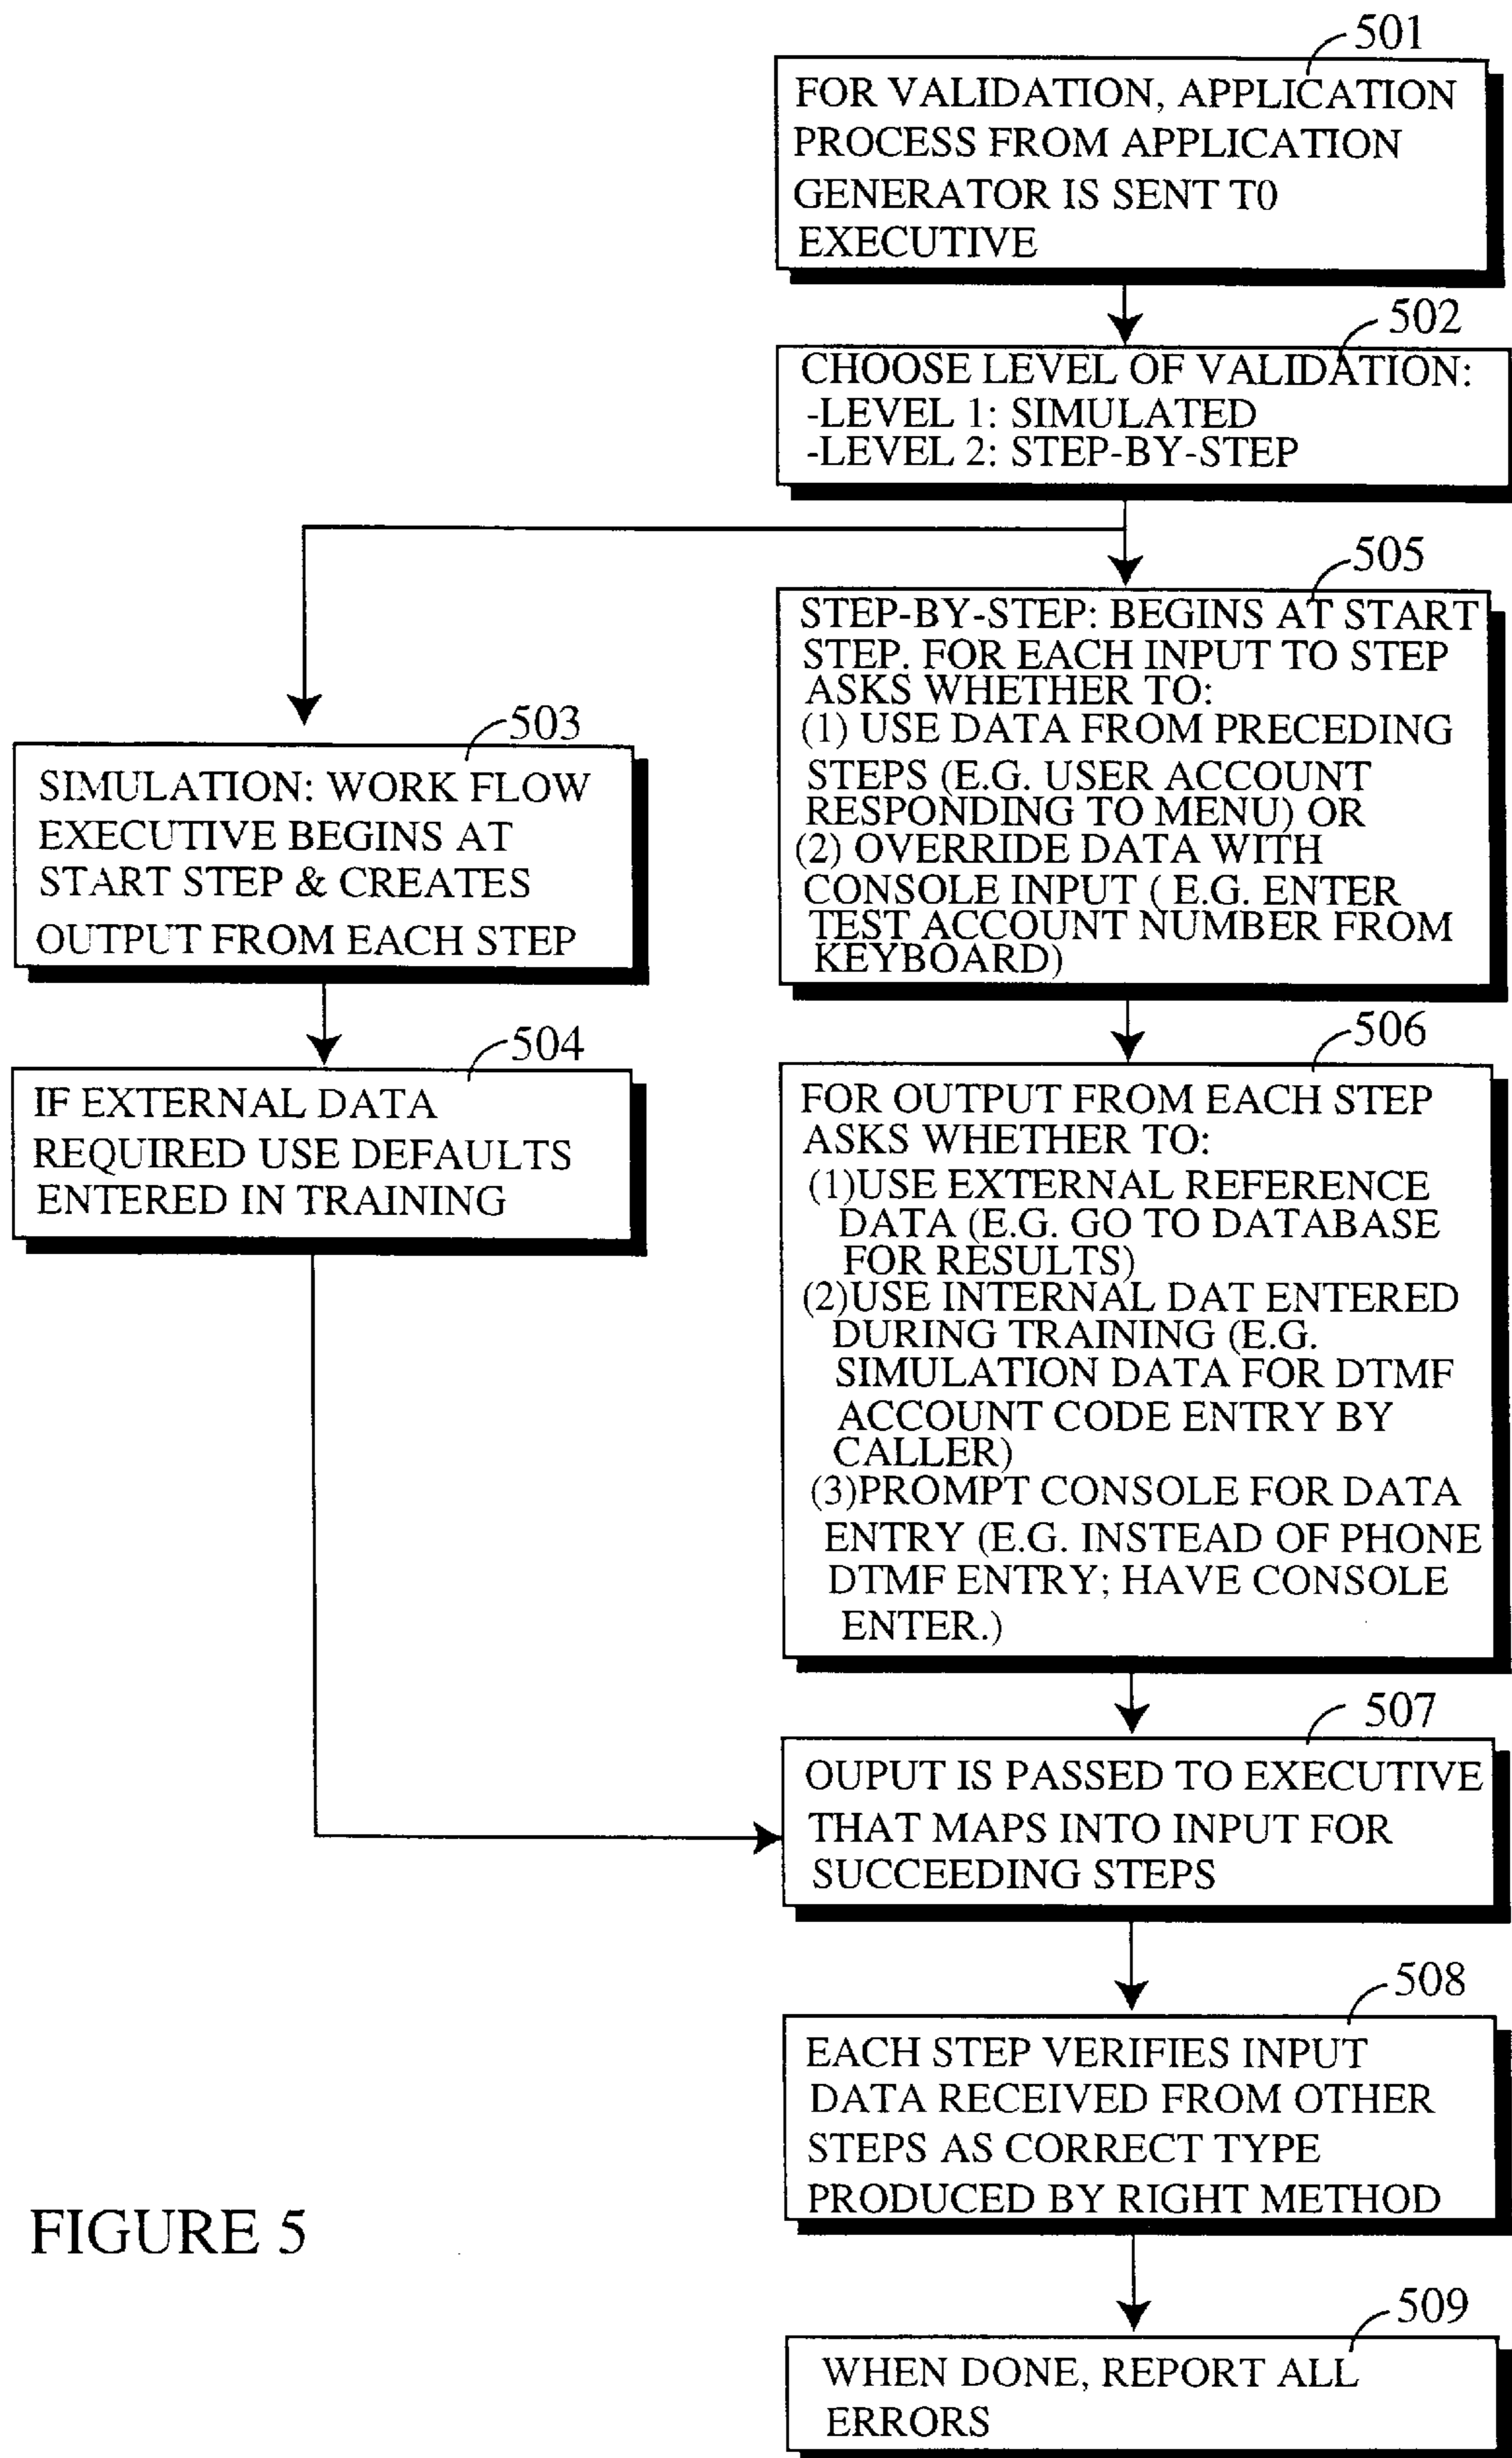 501
FOR VALIDATION, APPLICATION
PROCESS FROM APPLICATION
GENERATOR IS SENT T0
EXECUTIVE
502
CHOOSE LEVEL OF VALIDATION:
-LEVEL 1: SIMULATED
-LEVEL 2: STEP-BY-STEP
503
SIMULATION: WORK FLOW
EXECUTIVE BEGINS AT
START STEP & CREATES
OUTPUT FROM EACH STEP
504
IF EXTERNAL DATA
REQUIRED USE DEFAULTS
ENTERED IN TRAINING
505
STEP-BY-STEP: BEGINS AT START
STEP. FOR EACH INPUT TO STEP
ASKS WHETHER TO:
(1) USE DATA FROM PRECEDING
STEPS (E.G. USER ACCOUNT
RESPONDING TO MENU) OR
(2) OVERRIDE DATA WITH
CONSOLE INPUT ( E.G. ENTER
TEST ACCOUNT NUMBER FROM
KEYBOARD)
506
FOR OUTPUT FROM EACH STEP
ASKS WHETHER TO:
(1)USE EXTERNAL REFERENCE
DATA (E.G. GO TO DATABASE
FOR RESULTS)
(2)USE INTERNAL DAT ENTERED
DURING TRAINING (E.G.
SIMULATION DATA FOR DTMF
ACCOUNT CODE ENTRY BY
CALLER)
(3)PROMPT CONSOLE FOR DATA
ENTRY (E.G. INSTEAD OF PHONE
DTMF ENTRY; HAVE CONSOLE
ENTER.)
507
OUPUT IS PASSED TO EXECUTIVE
THAT MAPS INTO INPUT FOR
SUCCEEDING STEPS
508
EACH STEP VERIFIES INPUT
DATA RECEIVED FROM OTHER
STEPS AS CORRECT TYPE
PRODUCED BY RIGHT METHOD
509
WHEN DONE, REPORT ALL
ERRORS
FIGURE 5